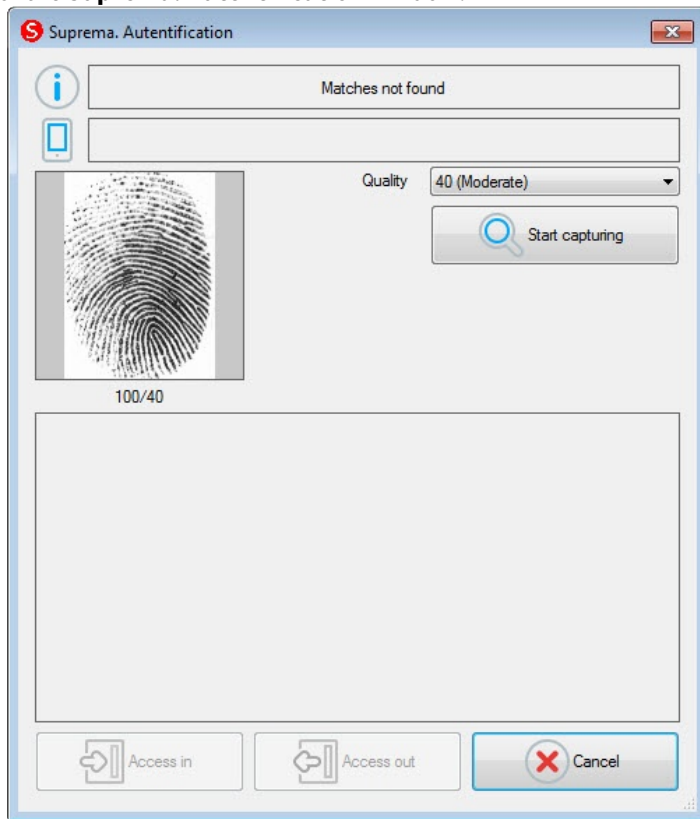 Suprema. Autentification
Matches not found
Quality
40 (Moderate)
Start capturing
100/40
Access in
Access out
Cancel